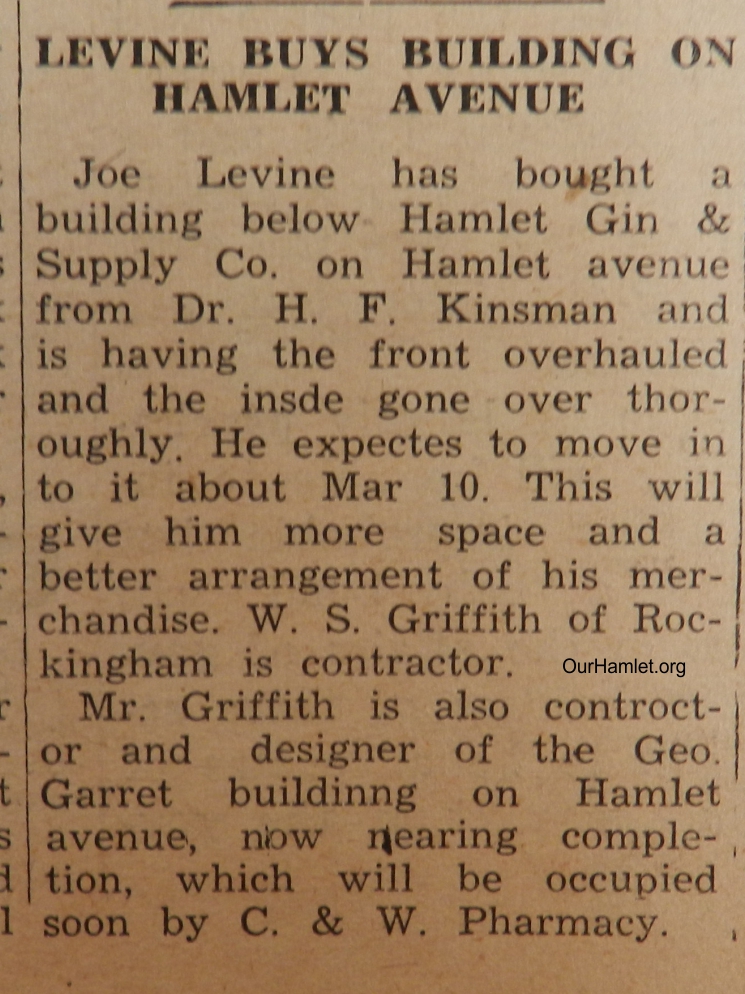 LEVINE BUYS BUILDING ON
HAMLET AVENUE
Joe Levine has bought a
building below Hamlet Gin &
Supply Co. on Hamlet avenue
from Dr. H. F. Kinsman and
is having the front overhauled
and the insde gone over thor-
oughly. He expectes to move in
to it about Mar 10. This will
give him more space and a
better arrangement of his mer-
chandise. W. S. Griffith of Roc-
kingham is contractor.
OurHamlet.org
Mr. Griffith is also controct-
or and designer of the Geo.
Garret buildinng on Hamlet
avenue, now nearing comple-
tion, which will be occupied
soon by C. & W. Pharmacy.